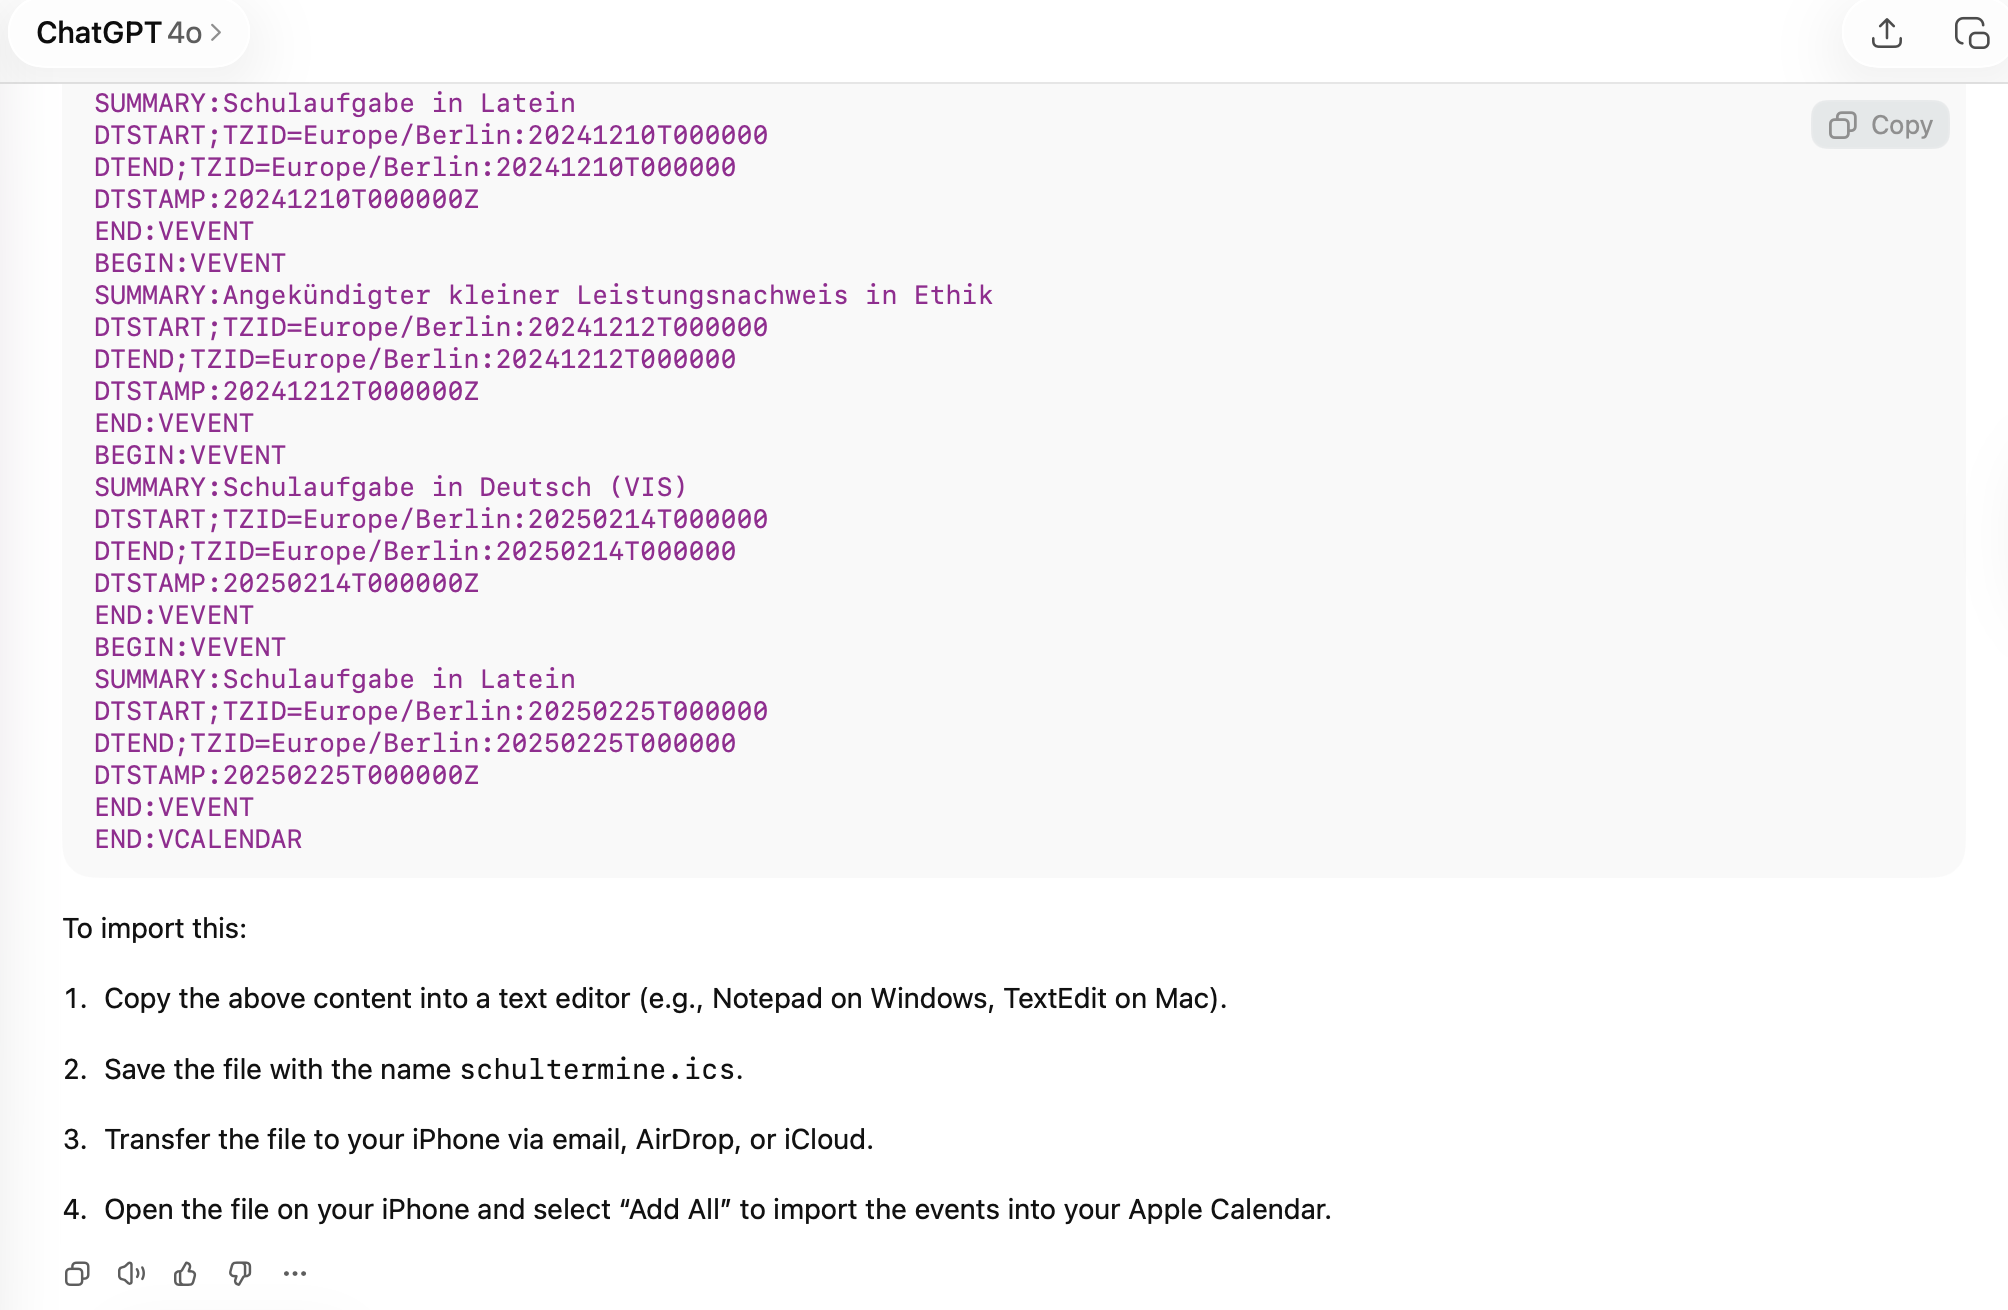 ChatGPT 4o >
SUMMARY:Schulaufgabe in Latein
Copy
DTSTART;TZID=Europe/Berlin:20241210T000000
DTEND;TZID=Europe/Berlin:20241210T000000
DTSTAMP:20241210T000000Z
END:VEVENT
BEGIN:VEVENT
SUMMARY:Angekündigter kleiner Leistungsnachweis in Ethik
DTSTART;TZID=Europe/Berlin:20241212T000000
DTEND;TZID=Europe/Berlin:20241212T000000
DTSTAMP:20241212T000000Z
END:VEVENT
BEGIN:VEVENT
SUMMARY:Schulaufgabe in Deutsch (VIS)
DTSTART;TZID=Europe/Berlin:20250214T000000
DTEND;TZID=Europe/Berlin:20250214T000000
DTSTAMP:20250214T000000Z
END:VEVENT
BEGIN:VEVENT
SUMMARY:Schulaufgabe in Latein
DTSTART;TZID=Europe/Berlin:20250225T000000
DTEND;TZID=Europe/Berlin:20250225T000000
DTSTAMP:20250225T000000Z
END:VEVENT
END:VCALENDAR
To import this:
1. Copy the above content into a text editor (e.g., Notepad on Windows, TextEdit on Mac).
2. Save the file with the name schultermine.ics.
3. Transfer the file to your iPhone via email, AirDrop, or iCloud.
4. Open the file on your iPhone and select “Add All” to import the events into your Apple Calendar.